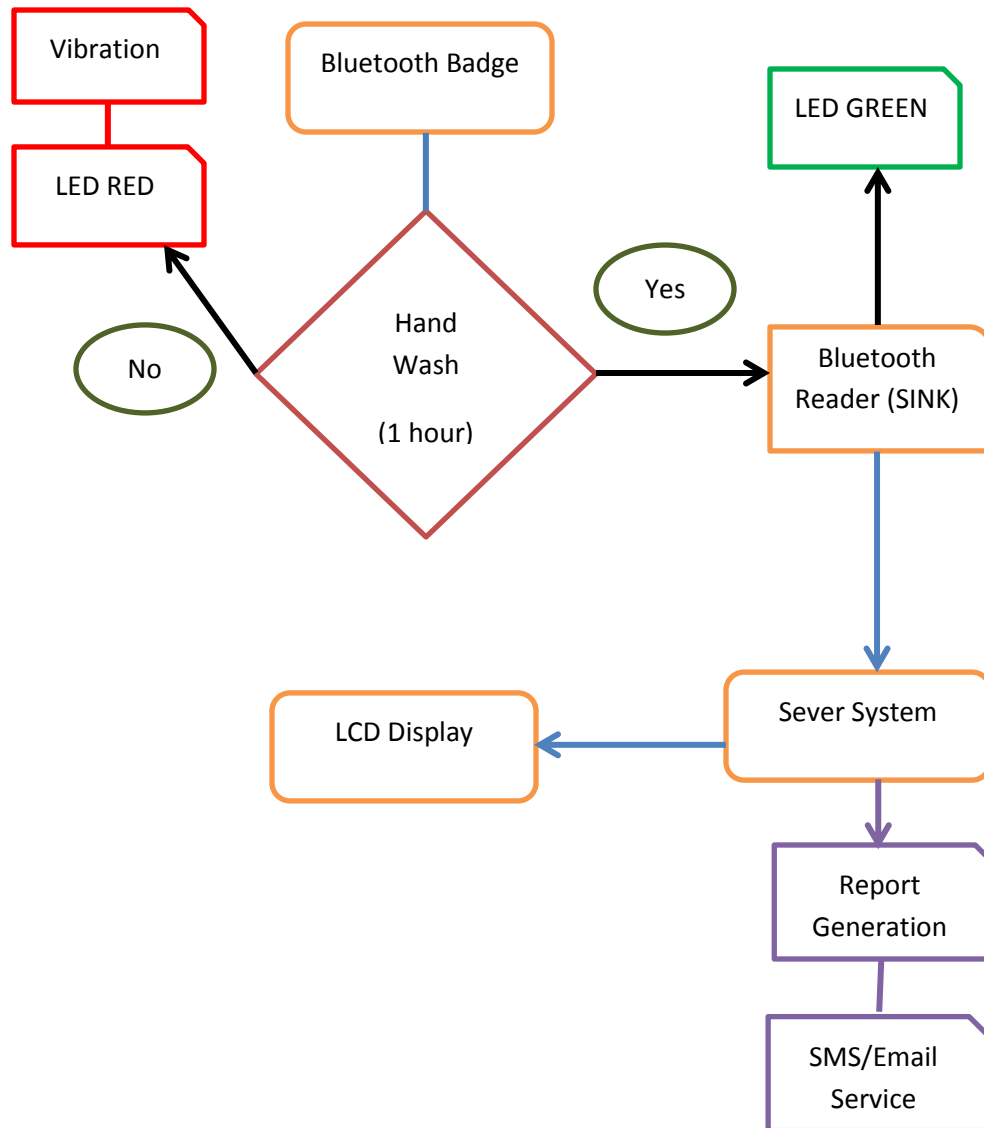 Vibration
Bluetooth Badge
LED GREEN
LED RED
Yes
Hand
Wash
(1 hour)
No
Bluetooth
Reader (SINK)
Sever System
LCD Display
Report
Generation
SMS/Email
Service